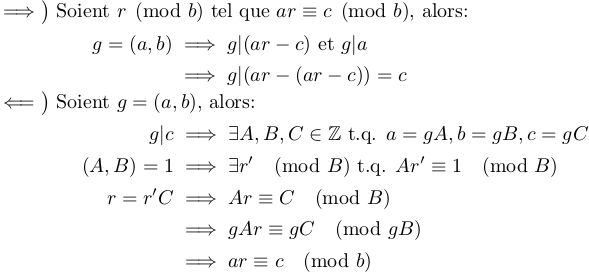 ⟹ ) Soient r (mod b) tel que ar ≡ c (mod b), alors:
g = (a, b) ⟹ g|(ar − c) et g|a
⟹ g|(ar − (ar − c)) = c
⟸ ) Soient g = (a, b), alors:
g|c ⟹ ∃A, B, C ∈ ℤ t.q. a = gA, b = gB, c = gC
(A, B) = 1 ⟹ ∃r′ (mod B) t.q. Ar′ ≡ 1 (mod B)
r = r′C ⟹ Ar ≡ C (mod B)
⟹ gAr ≡ gC (mod gB)
⟹ ar ≡ c (mod b)